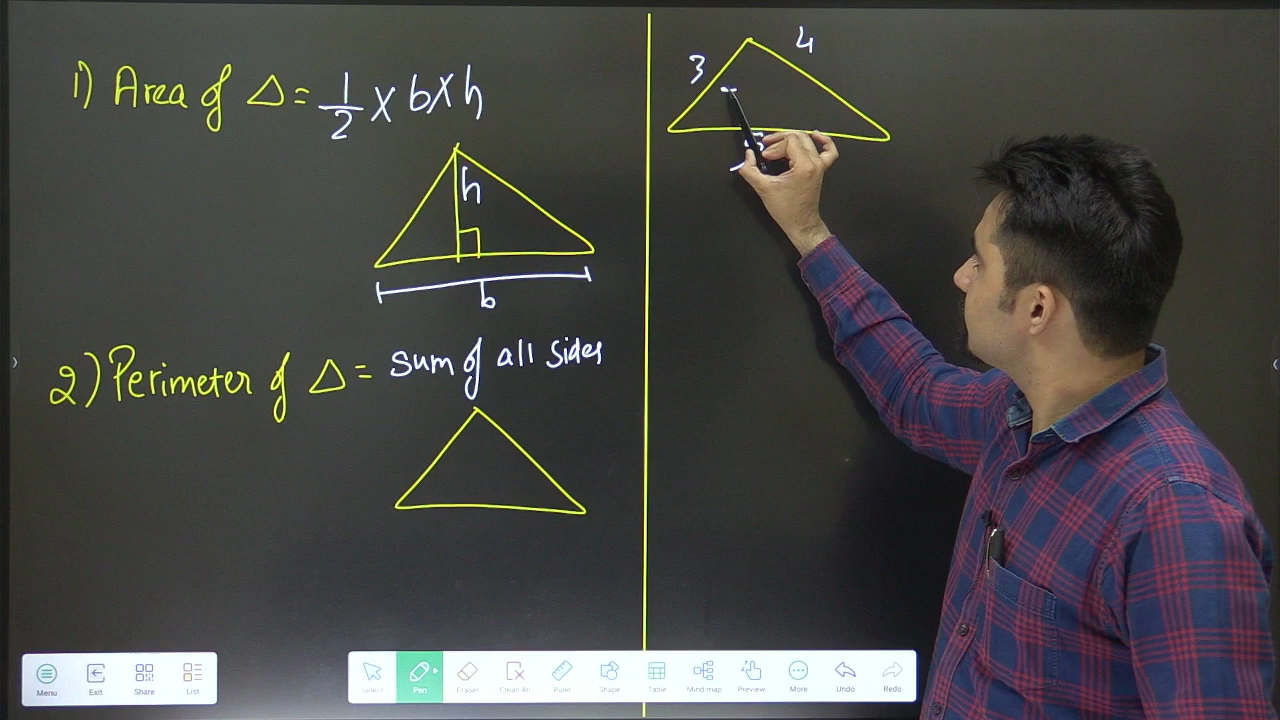 1) Area of △ = 1/2 × b × h
h
b
2) Perimeter of △ = sum of all sides
3
4
Menu
Exit
Share
List
Select
Pen
Eraser
Clean All
Ruler
Shape
Table
Mind map
Preview
More
Undo
Redo